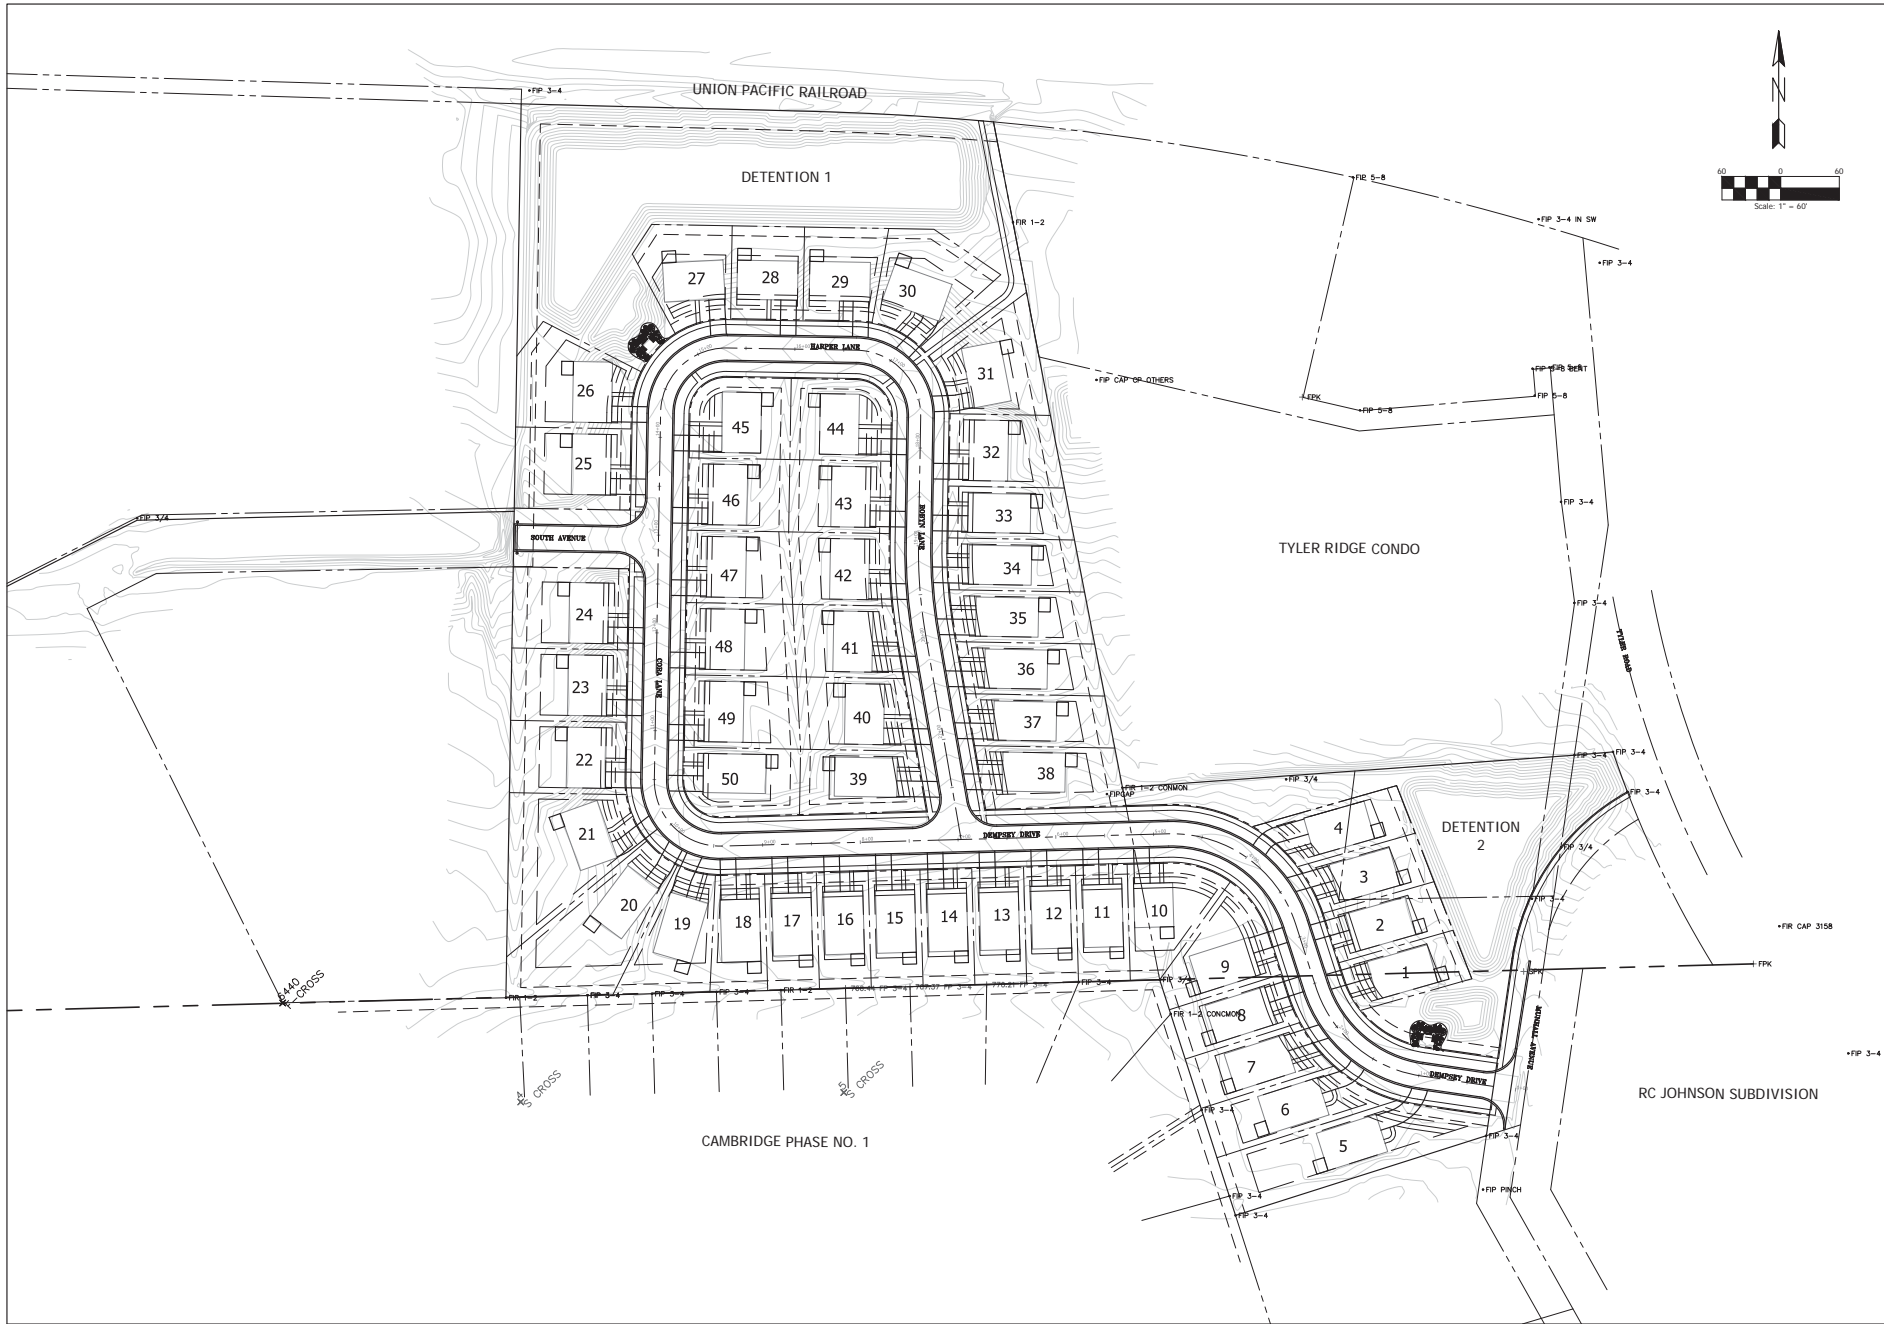 UNION PACIFIC RAILROAD
FIP 3-4
DETENTION 1
N
60 0 60
Scale: 1" = 60'
FIP 5-8
FIP 3-4 IN SW
FIR 1-2
FIP 3-4
27
28
29
30
HARPER LANE
31
26
FIP CAP OP OTHERS
FPK
FIP 5-8
FIP 5-8
45
44
32
25
46
43
33
FIP 3/4
FIP 3-4
SOUTH AVENUE
ROBYN LANE
TYLER RIDGE CONDO
47
42
34
24
FIP 3-4
35
48
41
TYLER ROAD
36
CORA LANE
23
49
40
37
22
50
39
38
FIP 3/4
FIP 3-4
FIP 3-4
FIR 1-2 CONMON
FIPCAP
FIP 3-4
21
DEMPSEY DRIVE
4
DETENTION
2
FIP 3/4
3
20
19
18
17
16
15
14
13
12
11
10
2
FIP 3-4
FIR CAP 3158
9
1
FPK
FIR 1-2
FIP 3-4
FIP 3-4
FIP 3-4
FIR 1-2
FIP 3-4
FIR 1-2 CONCMON
8
7
DEMPSEY DRIVE
FIP 3-4
6
5
FIP 3-4
FIP 3-4
RC JOHNSON SUBDIVISION
CAMBRIDGE PHASE NO. 1
FIP PINCH
FIP 3-4
FIP 3-4